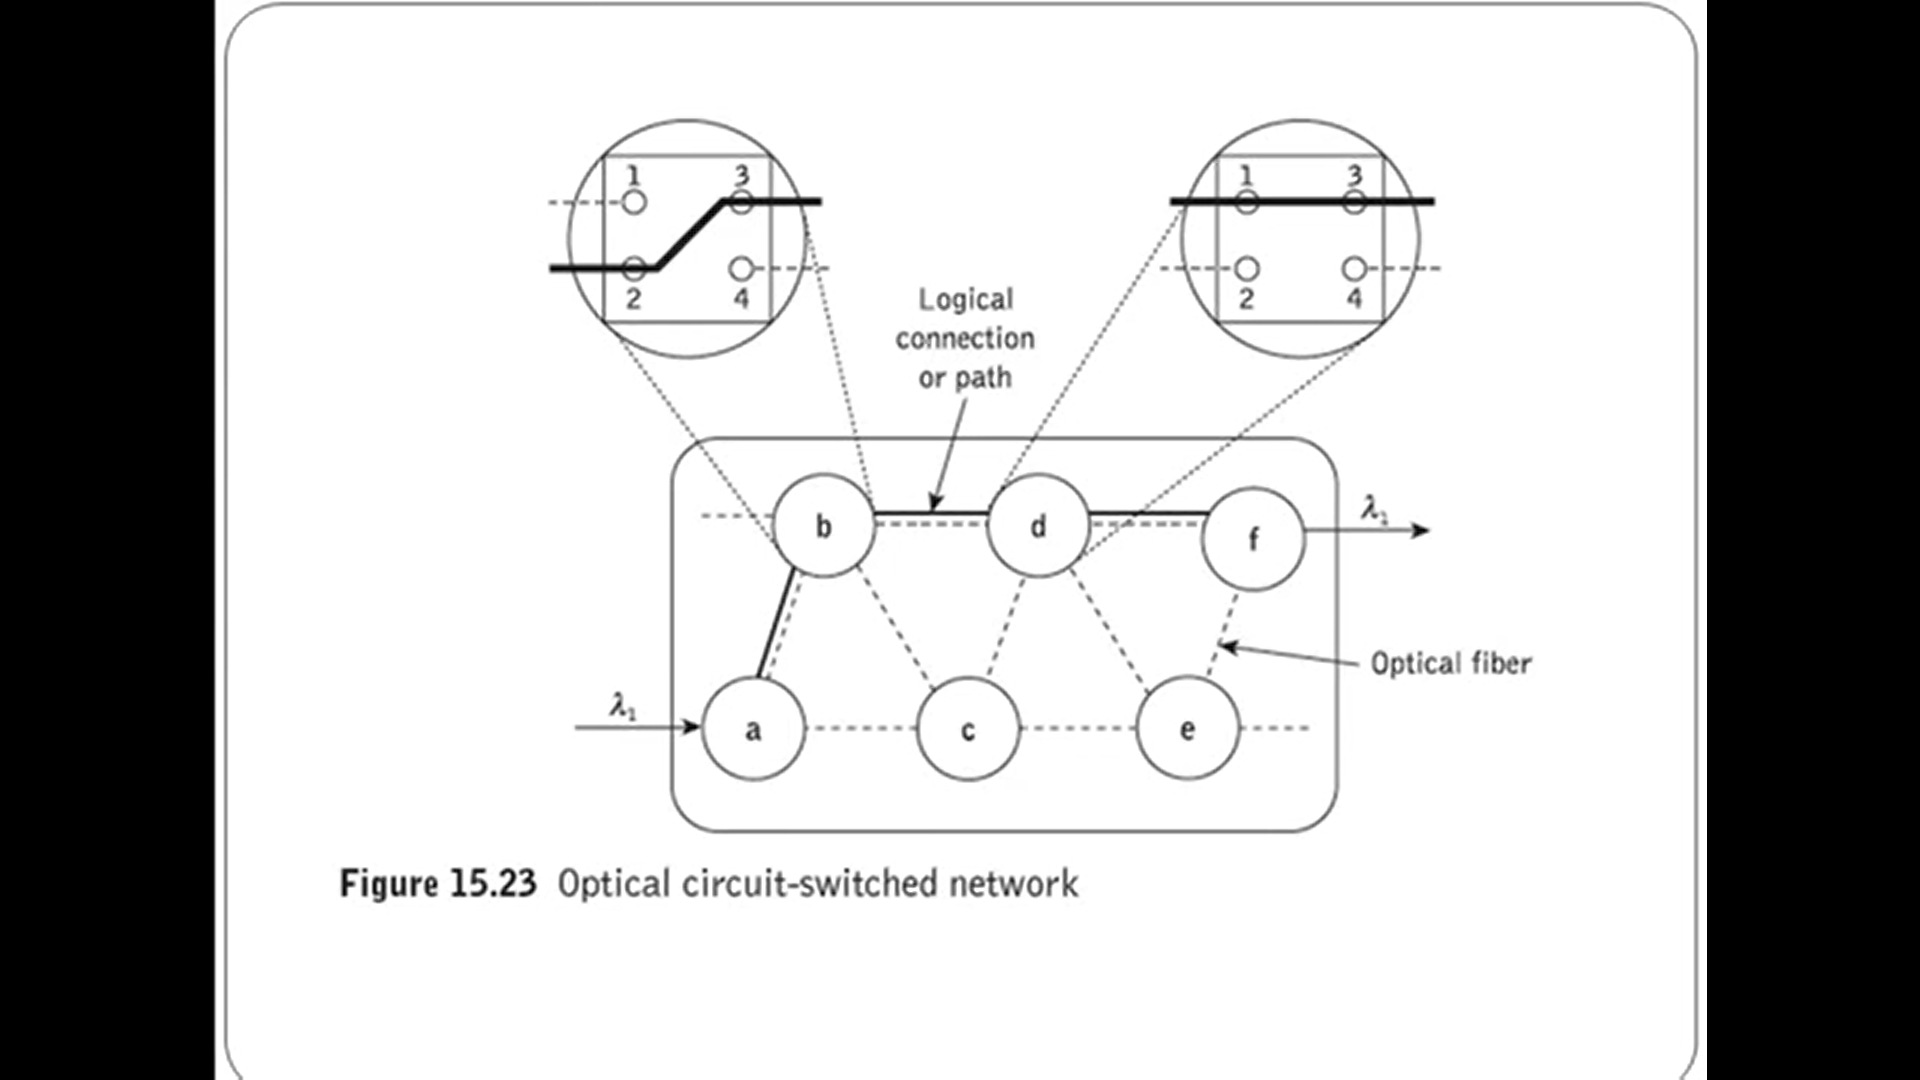 1 3
2 4
1 3
2 4
Logical
connection
or path
b d f
λ₁
Optical fiber
λ₁
a c e
Figure 15.23 Optical circuit-switched network